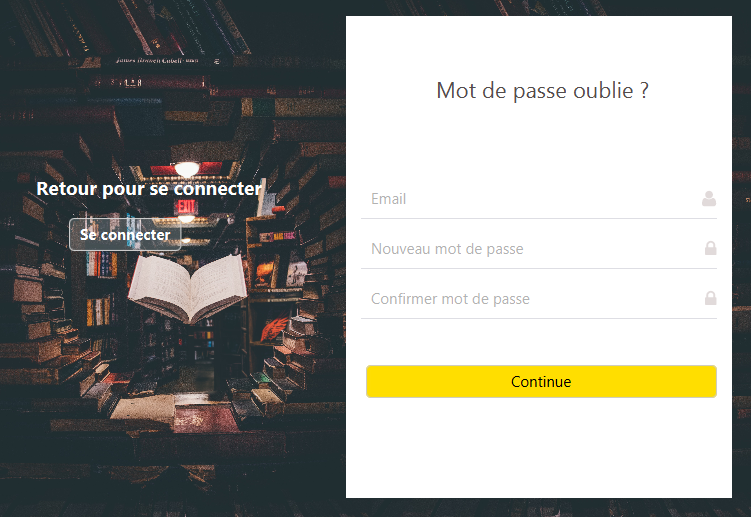 Mot de passe oublie ?
Retour pour se connecter
Se connecter
EXIT
Email
Nouveau mot de passe
Confirmer mot de passe
Continue